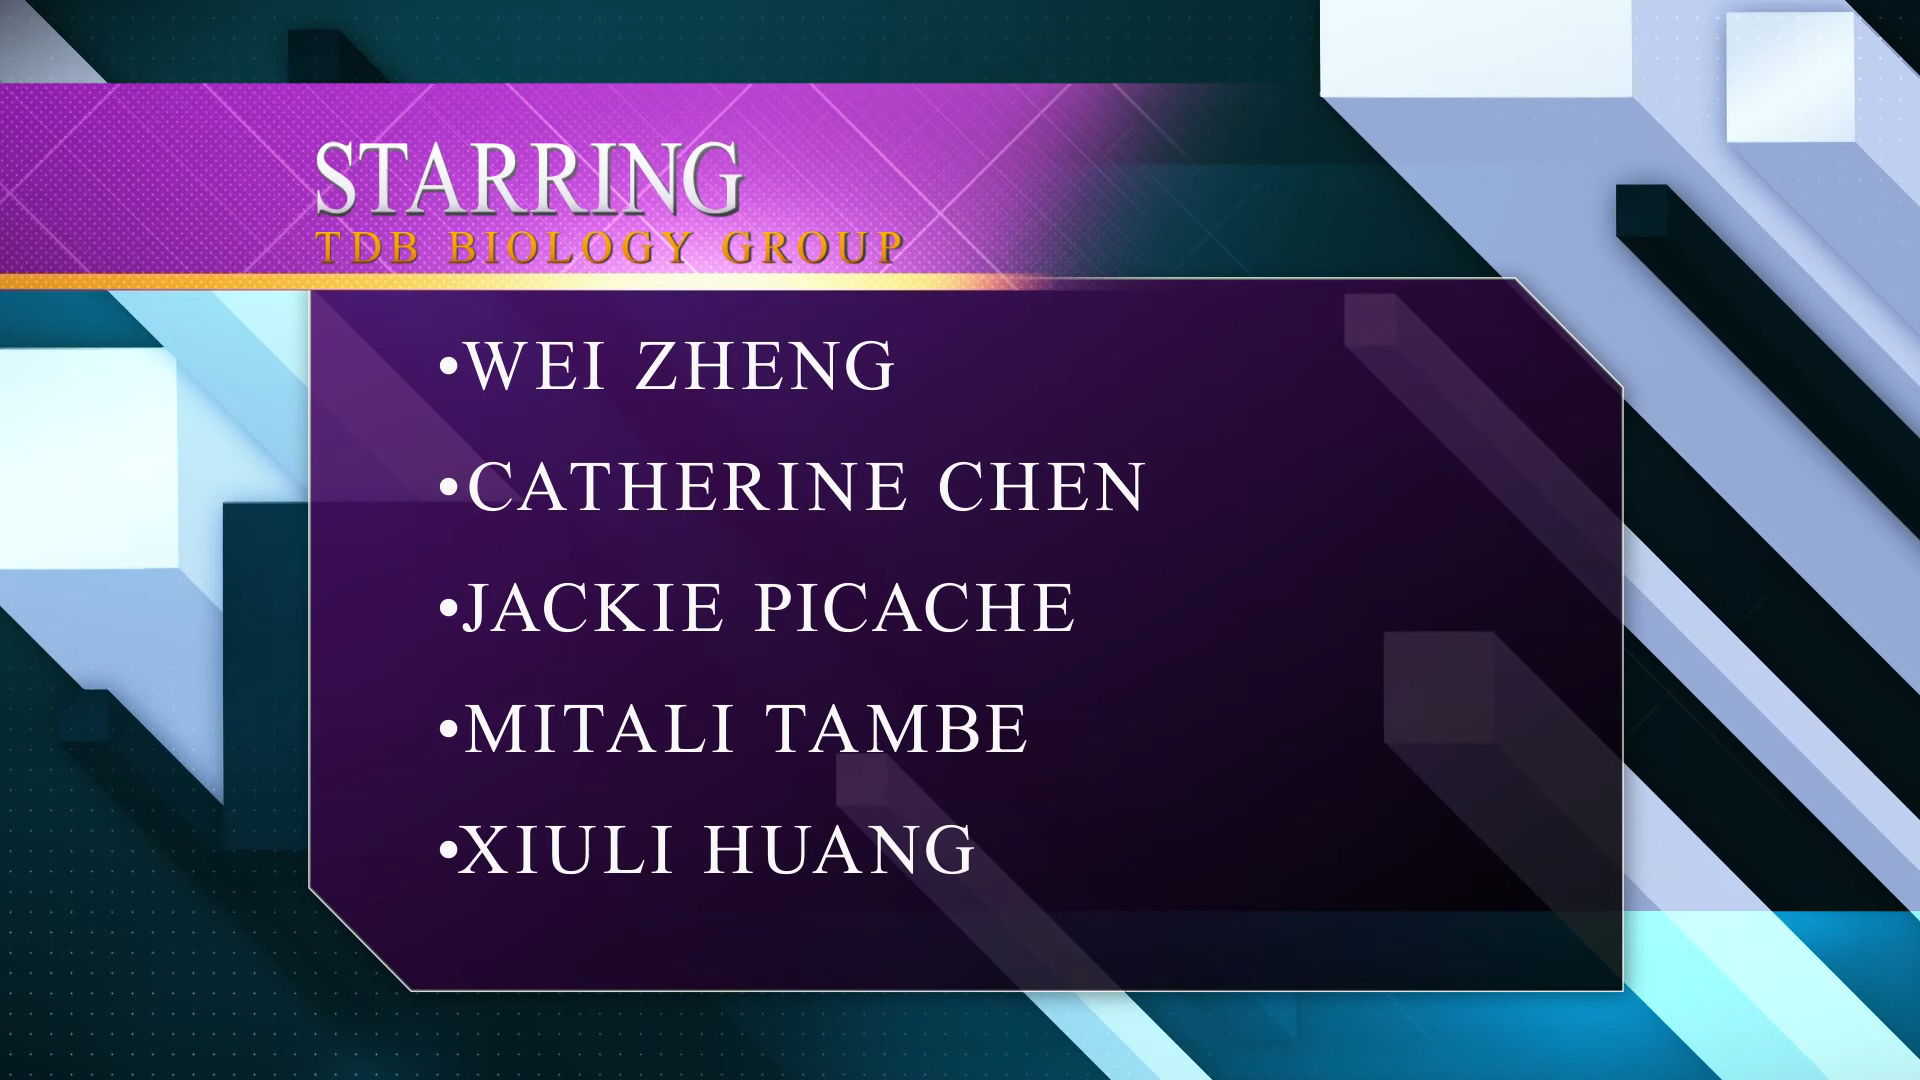 STARRING
TDB BIOLOGY GROUP
•WEI ZHENG
•CATHERINE CHEN
•JACKIE PICACHE
•MITALI TAMBE
•XIULI HUANG